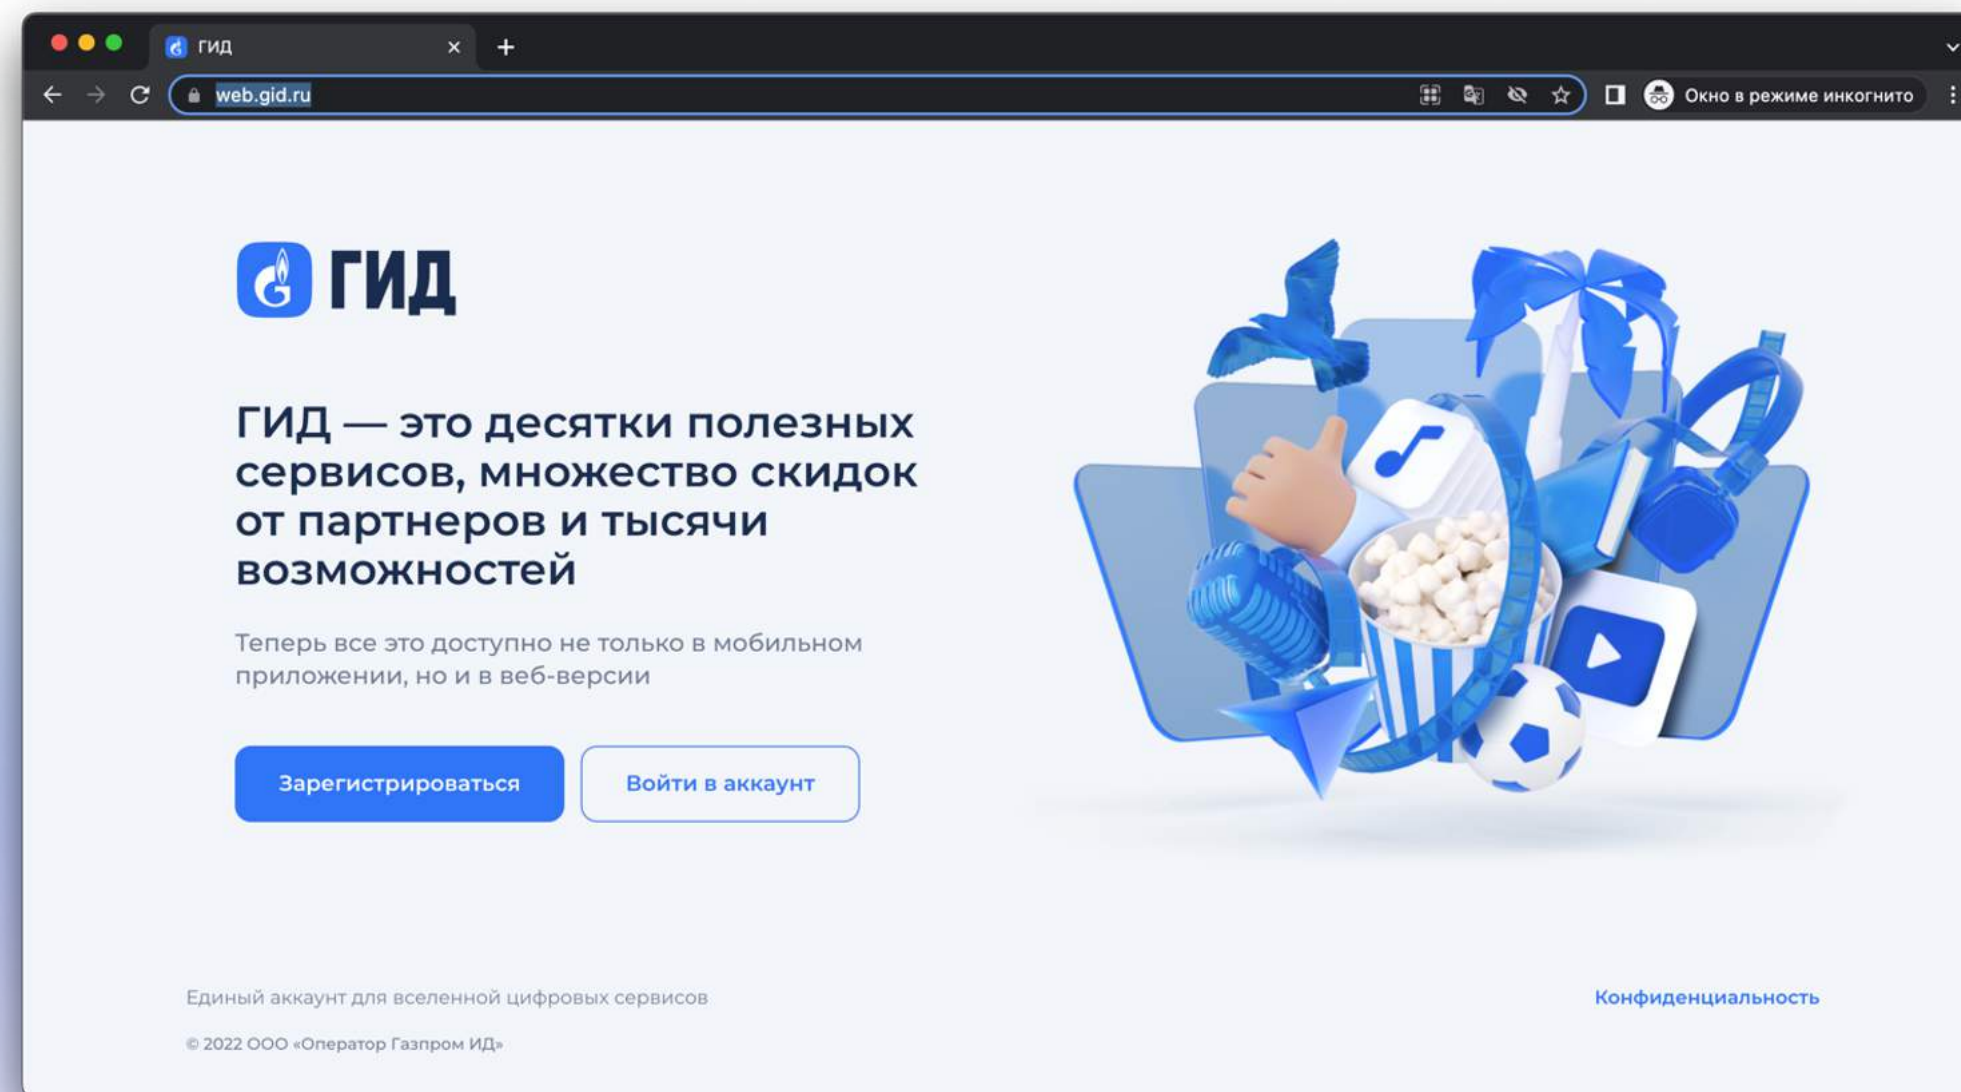 ГИД
web.gid.ru
Окно в режиме инкогнито
ГИД
ГИД — это десятки полезных
сервисов, множество скидок
от партнеров и тысячи
возможностей
Теперь все это доступно не только в мобильном
приложении, но и в веб-версии
Зарегистрироваться
Войти в аккаунт
Единый аккаунт для вселенной цифровых сервисов
Конфиденциальность
© 2022 ООО «Оператор Газпром ИД»